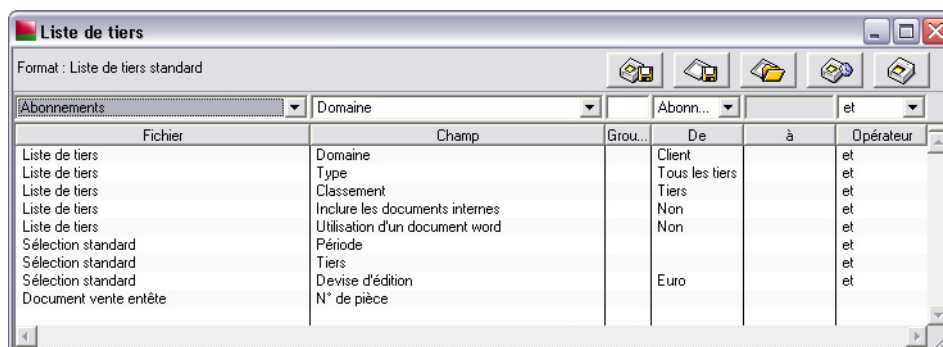 Liste de tiers
Format : Liste de tiers standard
Abonnements Domaine Abonn... et
Fichier Champ Grou... De à Opérateur
Liste de tiers Domaine Client et
Liste de tiers Type Tous les tiers et
Liste de tiers Classement Tiers et
Liste de tiers Inclure les documents internes Non et
Liste de tiers Utilisation d'un document word Non et
Sélection standard Période et
Sélection standard Tiers et
Sélection standard Devise d'édition Euro et
Document vente entête N° de pièce